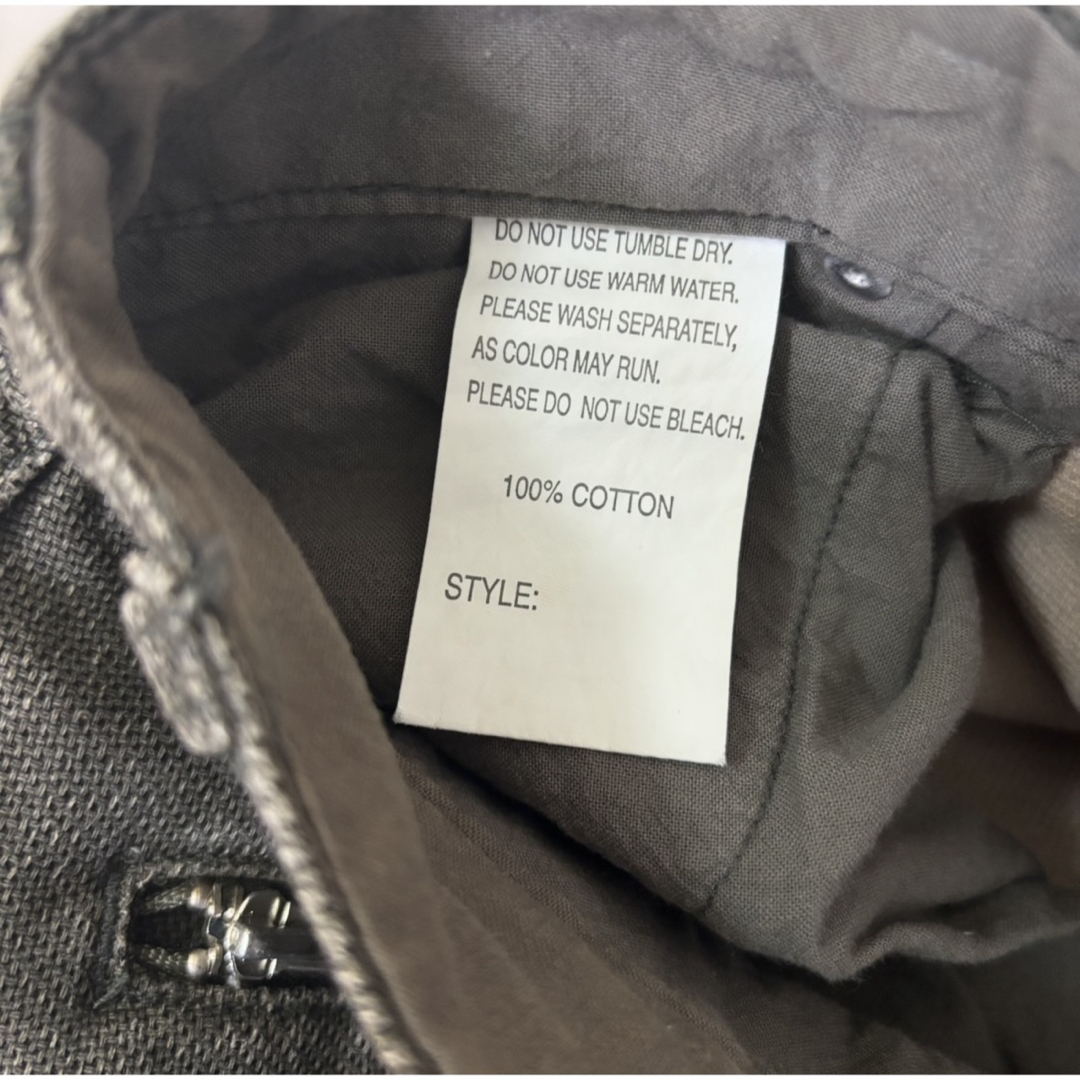 DO NOT USE TUMBLE DRY.
DO NOT USE WARM WATER.
PLEASE WASH SEPARATELY,
AS COLOR MAY RUN.
PLEASE DO NOT USE BLEACH.
100% COTTON
STYLE: